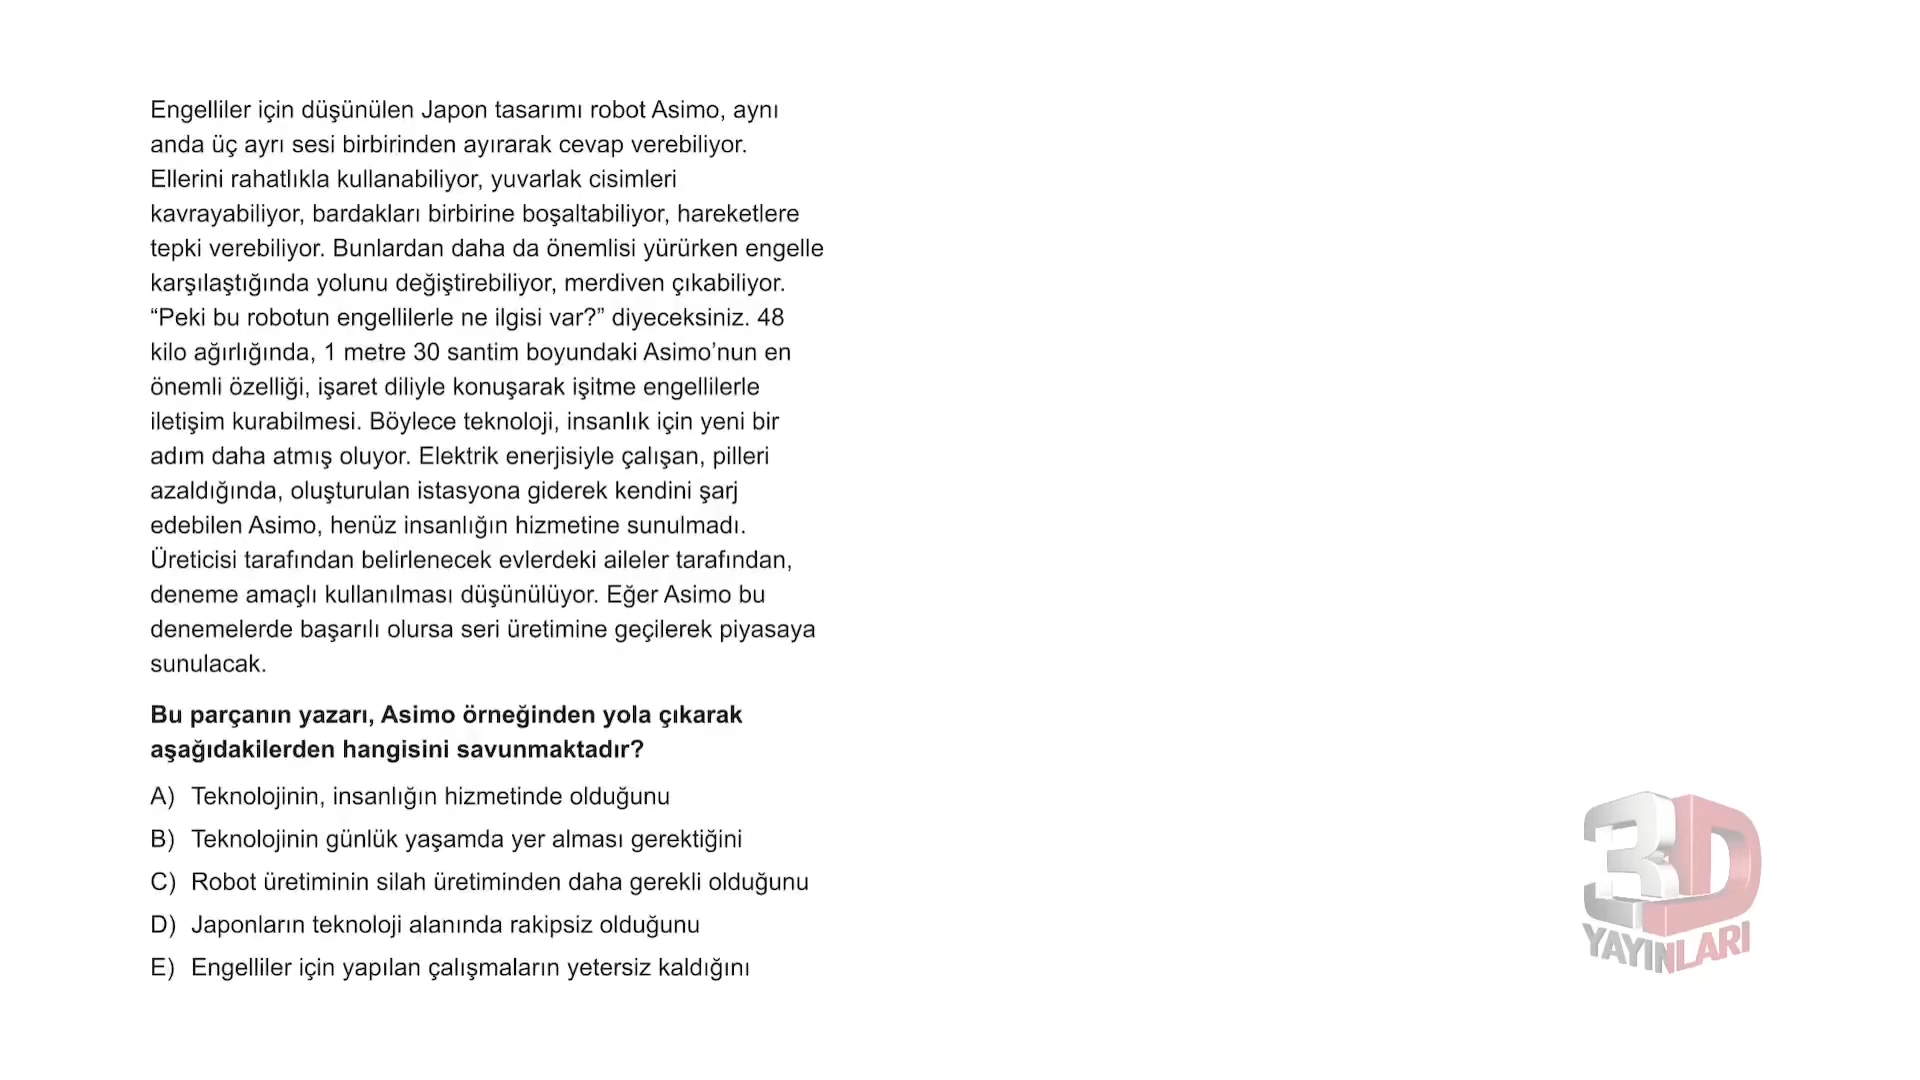 Engelliler için düşünülen Japon tasarımı robot Asimo, aynı
anda üç ayrı sesi birbirinden ayırarak cevap verebiliyor.
Ellerini rahatlıkla kullanabiliyor, yuvarlak cisimleri
kavrayabiliyor, bardakları birbirine boşaltabiliyor, hareketlere
tepki verebiliyor. Bunlardan daha da önemlisi yürürken engelle
karşılaştığında yolunu değiştirebiliyor, merdiven çıkabiliyor.
“Peki bu robotun engellilerle ne ilgisi var?” diyeceksiniz. 48
kilo ağırlığında, 1 metre 30 santim boyundaki Asimo’nun en
önemli özelliği, işaret diliyle konuşarak işitme engellilerle
iletişim kurabilmesi. Böylece teknoloji, insanlık için yeni bir
adım daha atmış oluyor. Elektrik enerjisiyle çalışan, pilleri
azaldığında, oluşturulan istasyona giderek kendini şarj
edebilen Asimo, henüz insanlığın hizmetine sunulmadı.
Üreticisi tarafından belirlenecek evlerdeki aileler tarafından,
deneme amaçlı kullanılması düşünülüyor. Eğer Asimo bu
denemelerde başarılı olursa seri üretimine geçilerek piyasaya
sunulacak.
Bu parçanın yazarı, Asimo örneğinden yola çıkarak
aşağıdakilerden hangisini savunmaktadır?
A) Teknolojinin, insanlığın hizmetinde olduğunu
B) Teknolojinin günlük yaşamda yer alması gerektiğini
C) Robot üretiminin silah üretiminden daha gerekli olduğunu
D) Japonların teknoloji alanında rakipsiz olduğunu
E) Engelliler için yapılan çalışmaların yetersiz kaldığını
3D
YAYINLARI